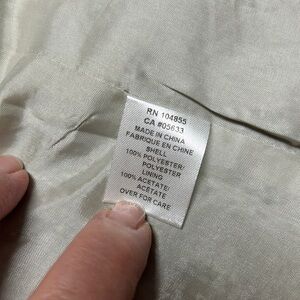 RN 104855
CA #05633
MADE IN CHINA
FABRIQUE EN CHINE
SHELL
100% POLYESTER/
POLYESTER
LINING
100% ACETATE/
ACETATE
OVER FOR CARE